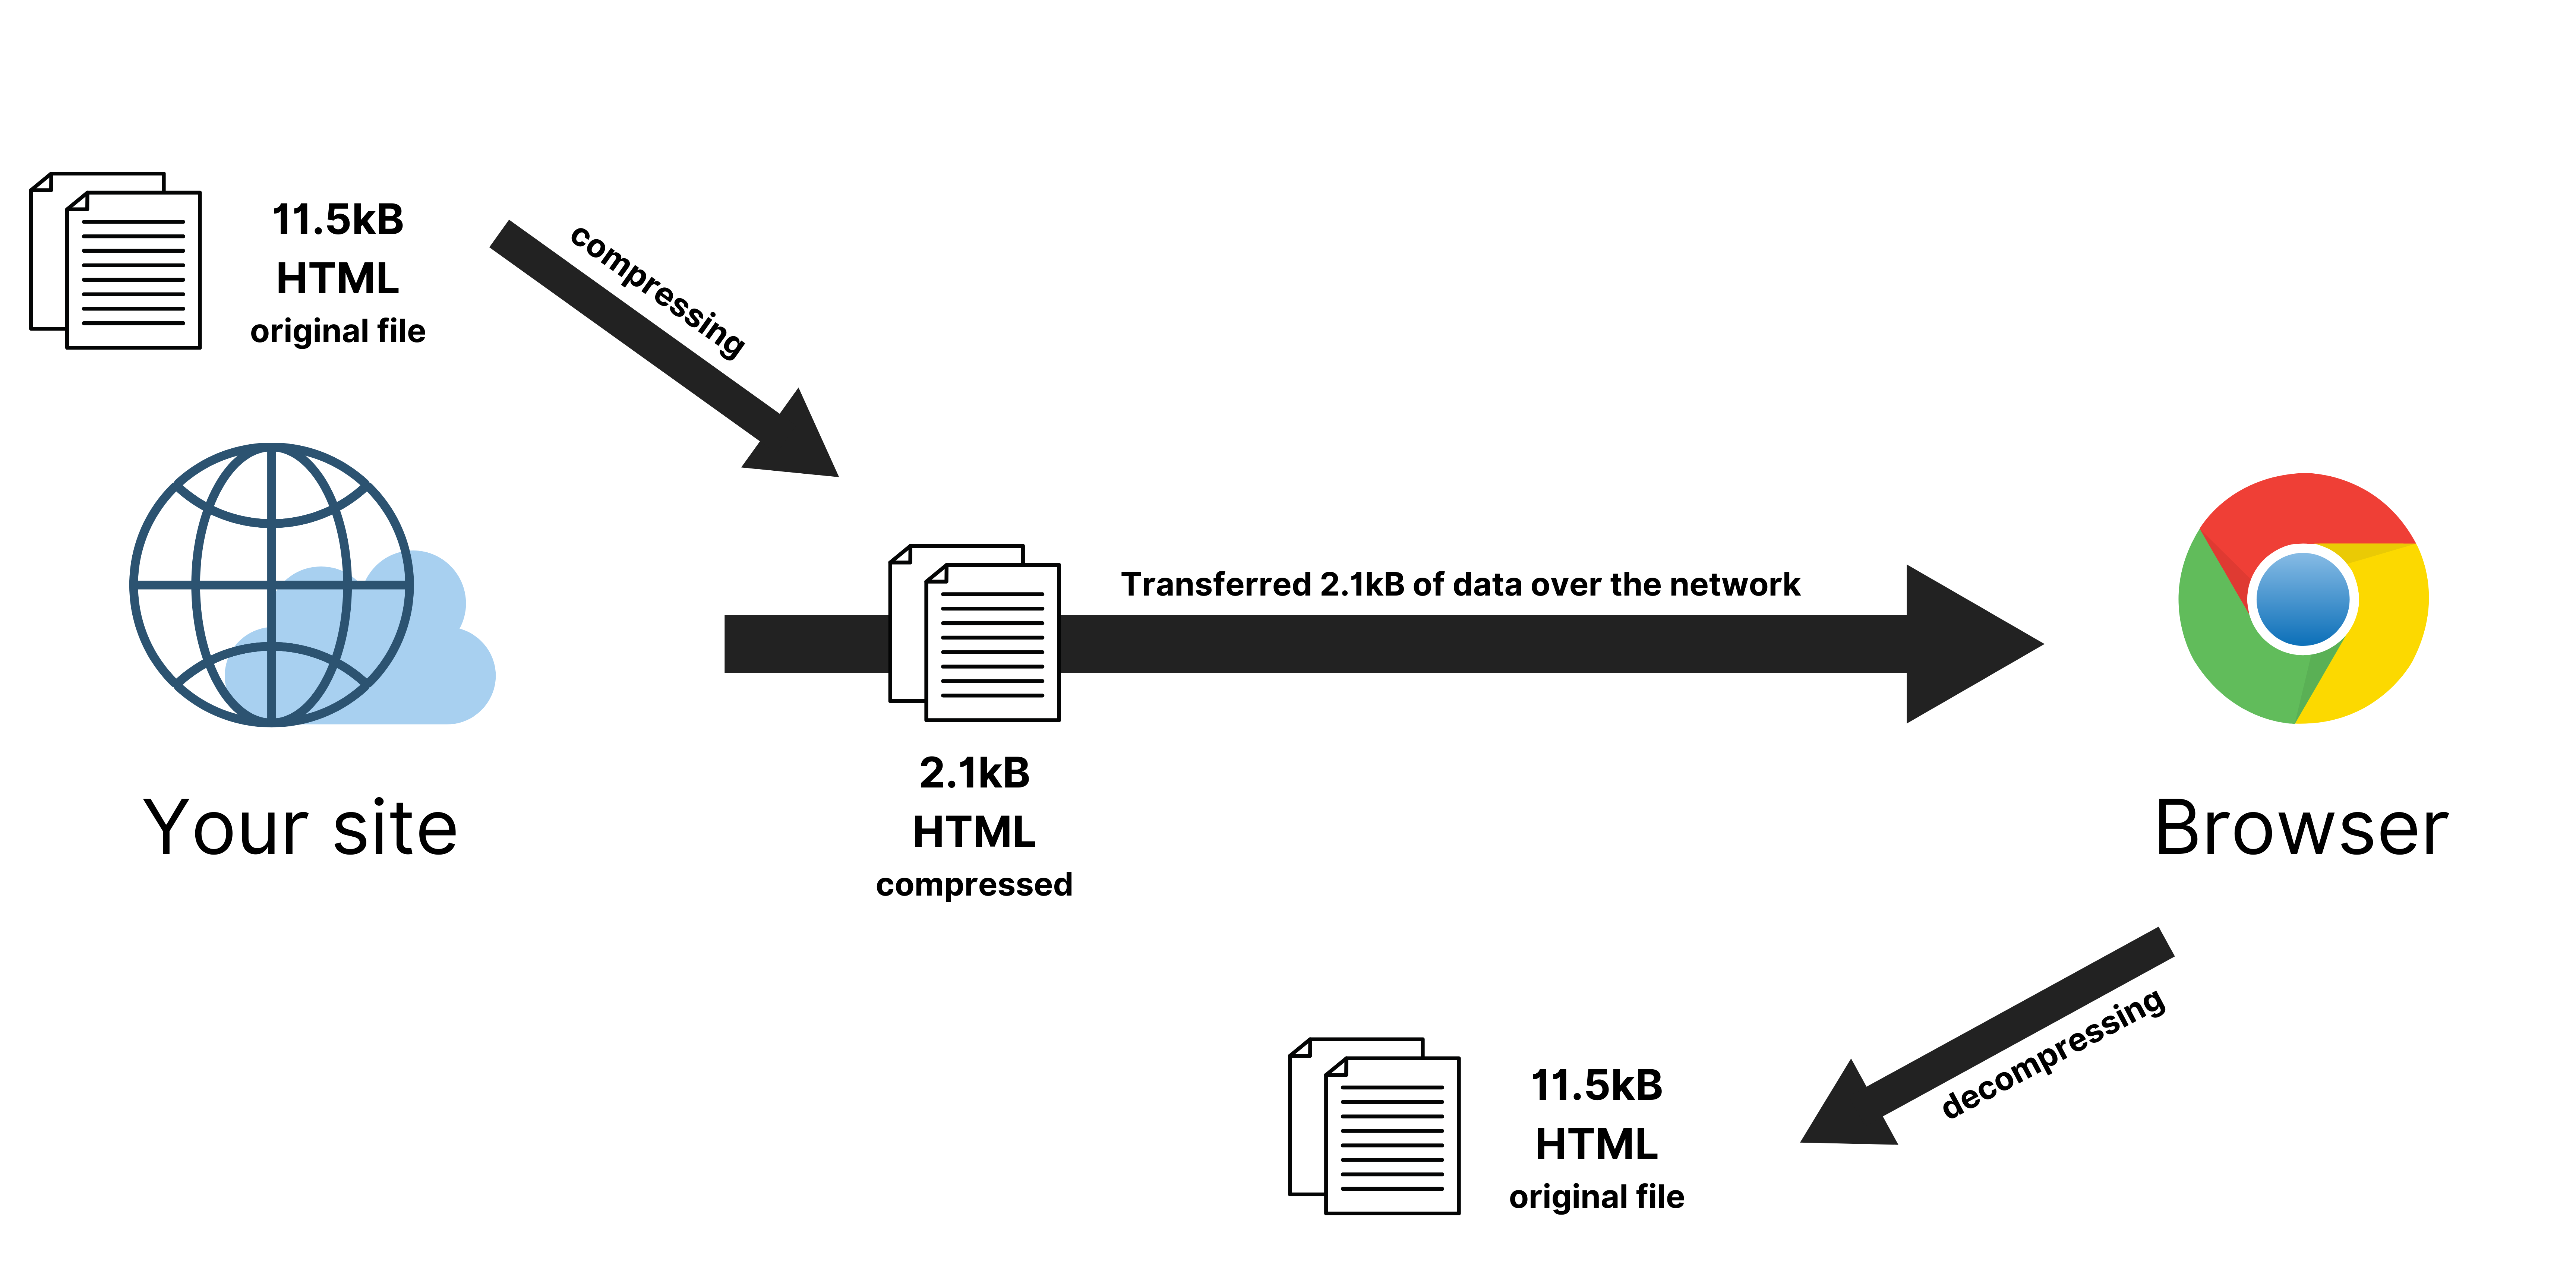 11.5kB
HTML
original file
compressing
Transferred 2.1kB of data over the network
2.1kB
HTML
compressed
Your site
Browser
decompressing
11.5kB
HTML
original file